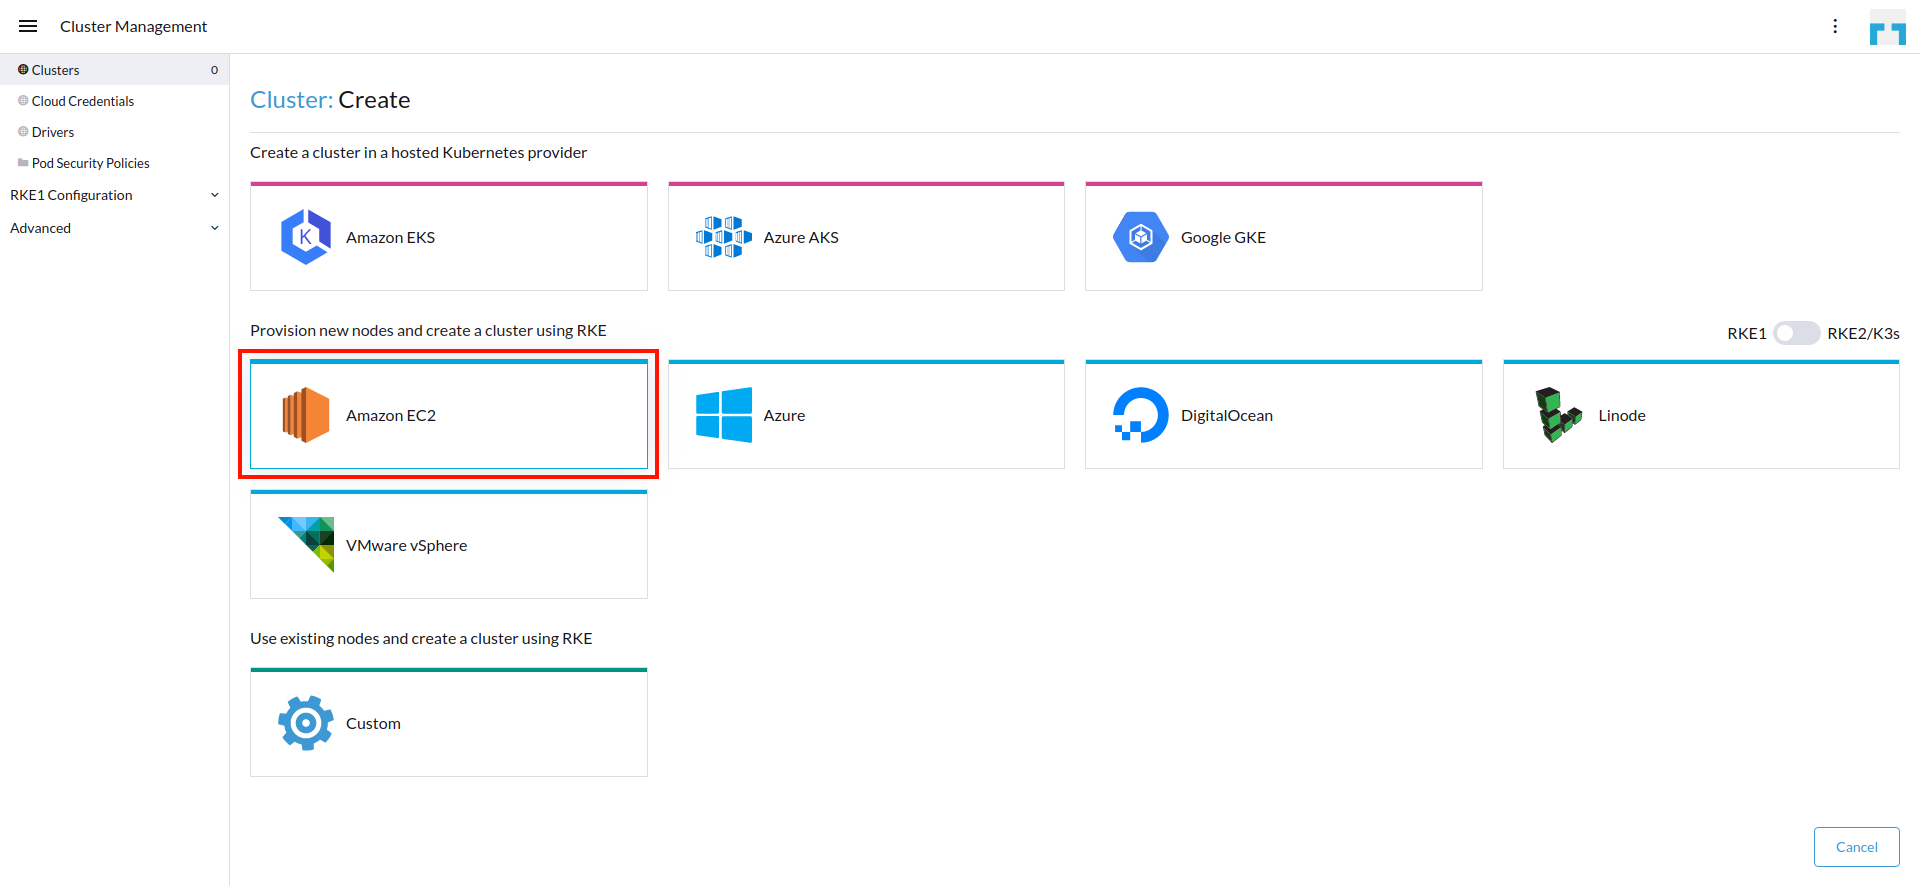 Cluster Management
Clusters 0
Cloud Credentials
Drivers
Pod Security Policies
RKE1 Configuration
Advanced
Cluster: Create
Create a cluster in a hosted Kubernetes provider
K
Amazon EKS
Azure AKS
Google GKE
Provision new nodes and create a cluster using RKE
RKE1 RKE2/K3s
Amazon EC2
Azure
DigitalOcean
Linode
VMware vSphere
Use existing nodes and create a cluster using RKE
Custom
Cancel